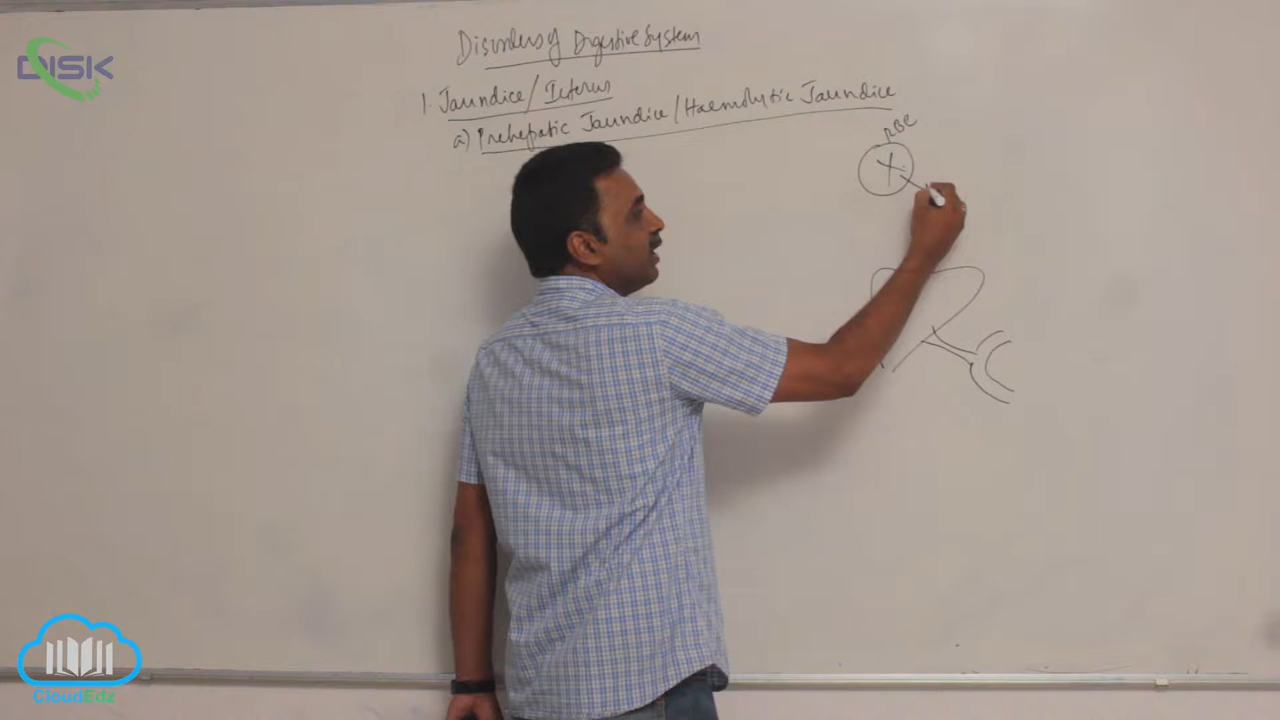 DISK
Disorders of Digestive System
1. Jaundice / Icterus
a) Prehepatic Jaundice / Haemolytic Jaundice
RBC
X
CloudEdz